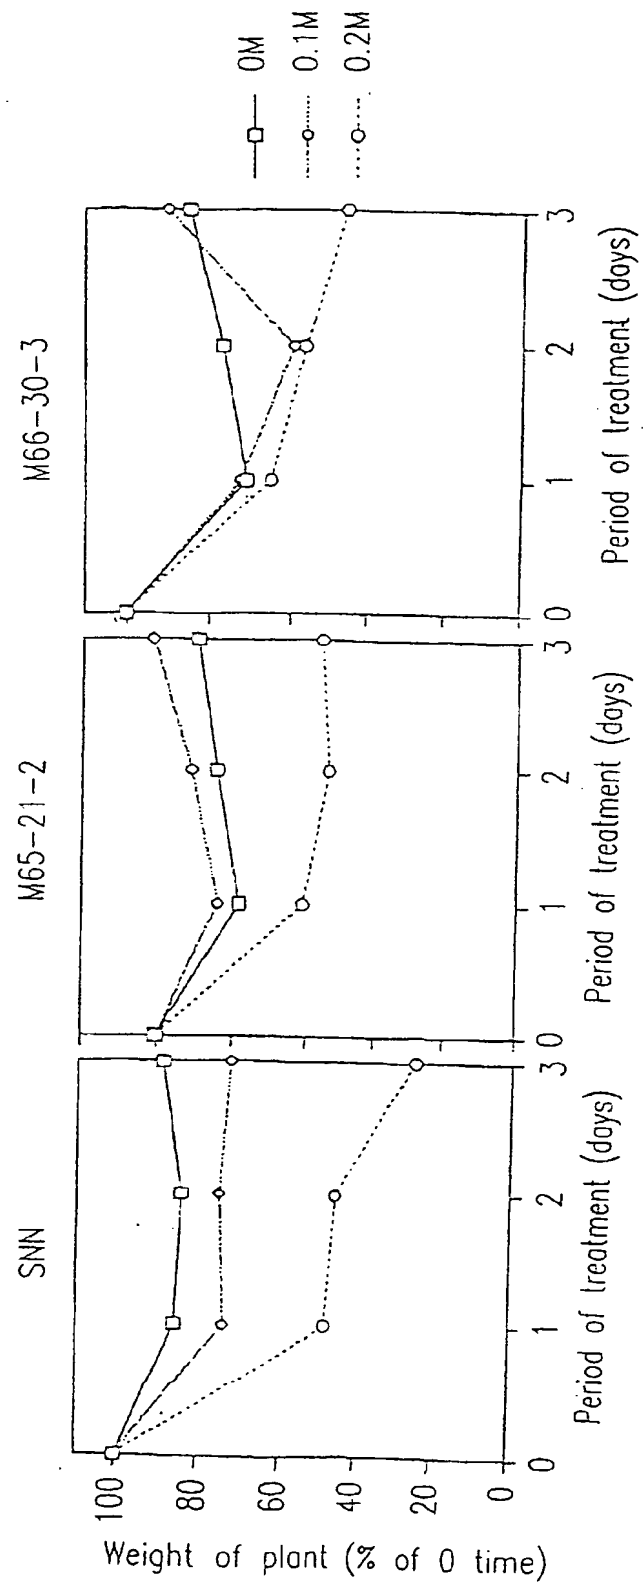 SNN
M65-21-2
M66-30-3
Weight of plant (% of 0 time)
100
80
60
40
20
0
0 1 2 3
0 1 2 3
0 1 2 3
Period of treatment (days)
Period of treatment (days)
Period of treatment (days)
0M
0.1M
0.2M